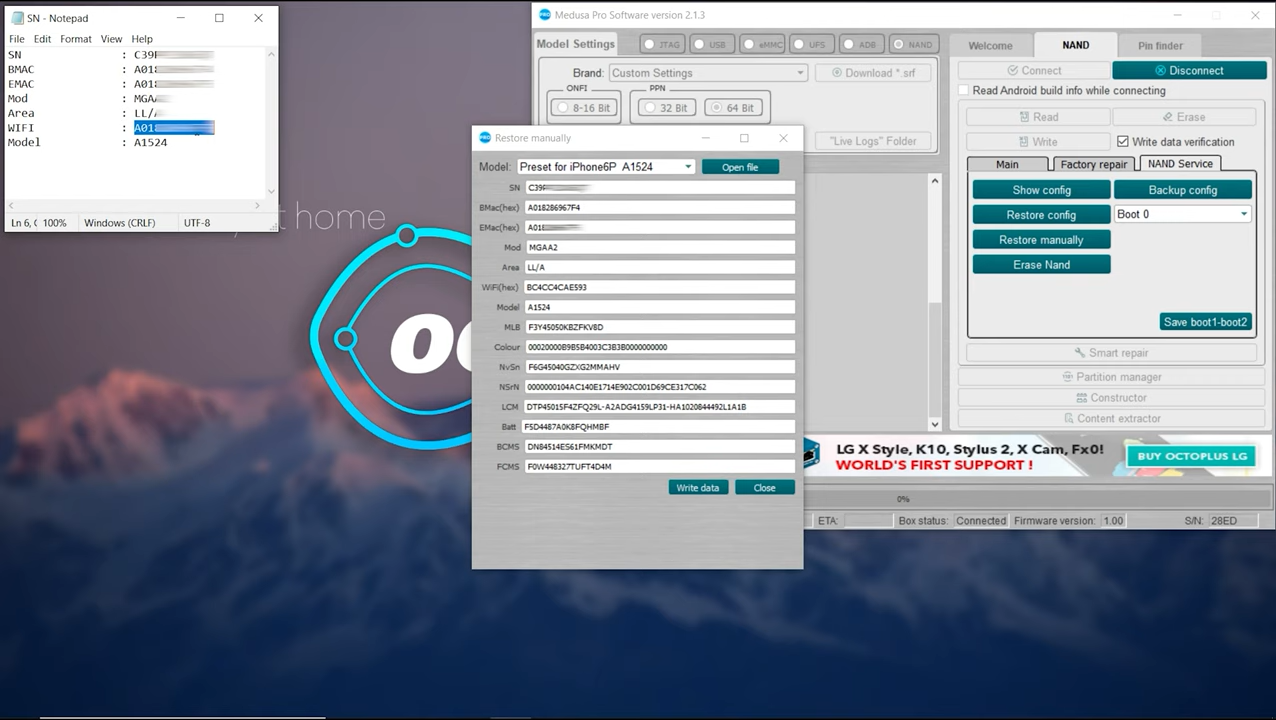 SN - Notepad
File Edit Format View Help
SN : C39
BMAC : A01
EMAC : A01
Mod : MGA
Area : LL/
WIFI : A01
Model : A1524
Ln 6, 100% Windows (CRLF) UTF-8
t home
Medusa Pro Software version 2.1.3
Model Settings JTAG USB eMMC UFS ADB NAND
Brand: Custom Settings Download *.srf
ONFI PPN
8-16 Bit 32 Bit 64 Bit
"Live Logs" Folder
Welcome NAND Pin finder
Connect Disconnect
Read Android build info while connecting
Read Erase
Write Write data verification
Main Factory repair NAND Service
Show config Backup config
Restore config Boot 0
Restore manually
Erase Nand
Save boot1-boot2
Smart repair
Partition manager
Constructor
Content extractor
LG X Style, K10, Stylus 2, X Cam, Fx0!
WORLD'S FIRST SUPPORT !
BUY OCTOPLUS LG
0%
ETA: Box status: Connected Firmware version: 1.00 S/N: 28ED
Restore manually
Model: Preset for iPhone6P A1524 Open file
SN C39
BMac(hex) A018286967F4
EMac(hex) A01
Mod MGAA2
Area LL/A
WiFi(hex) BC4CC4CAE593
Model A1524
MLB F3Y45050KBZFKV8D
Colour 00020000B9B5B4003C3B3B0000000000
NvSn F6G45040GZXG2MMAHV
NSrN 0000000104AC140E1714E902C001D69CE317C062
LCM DTP45015F4ZFQ29L-A2ADG4159LP31-HA1020844492L1A1B
Batt F5D4487A0K8FQHMBF
BCMS DN84514ES61FMKMDT
FCMS F0W448327TUFT4D4M
Write data Close